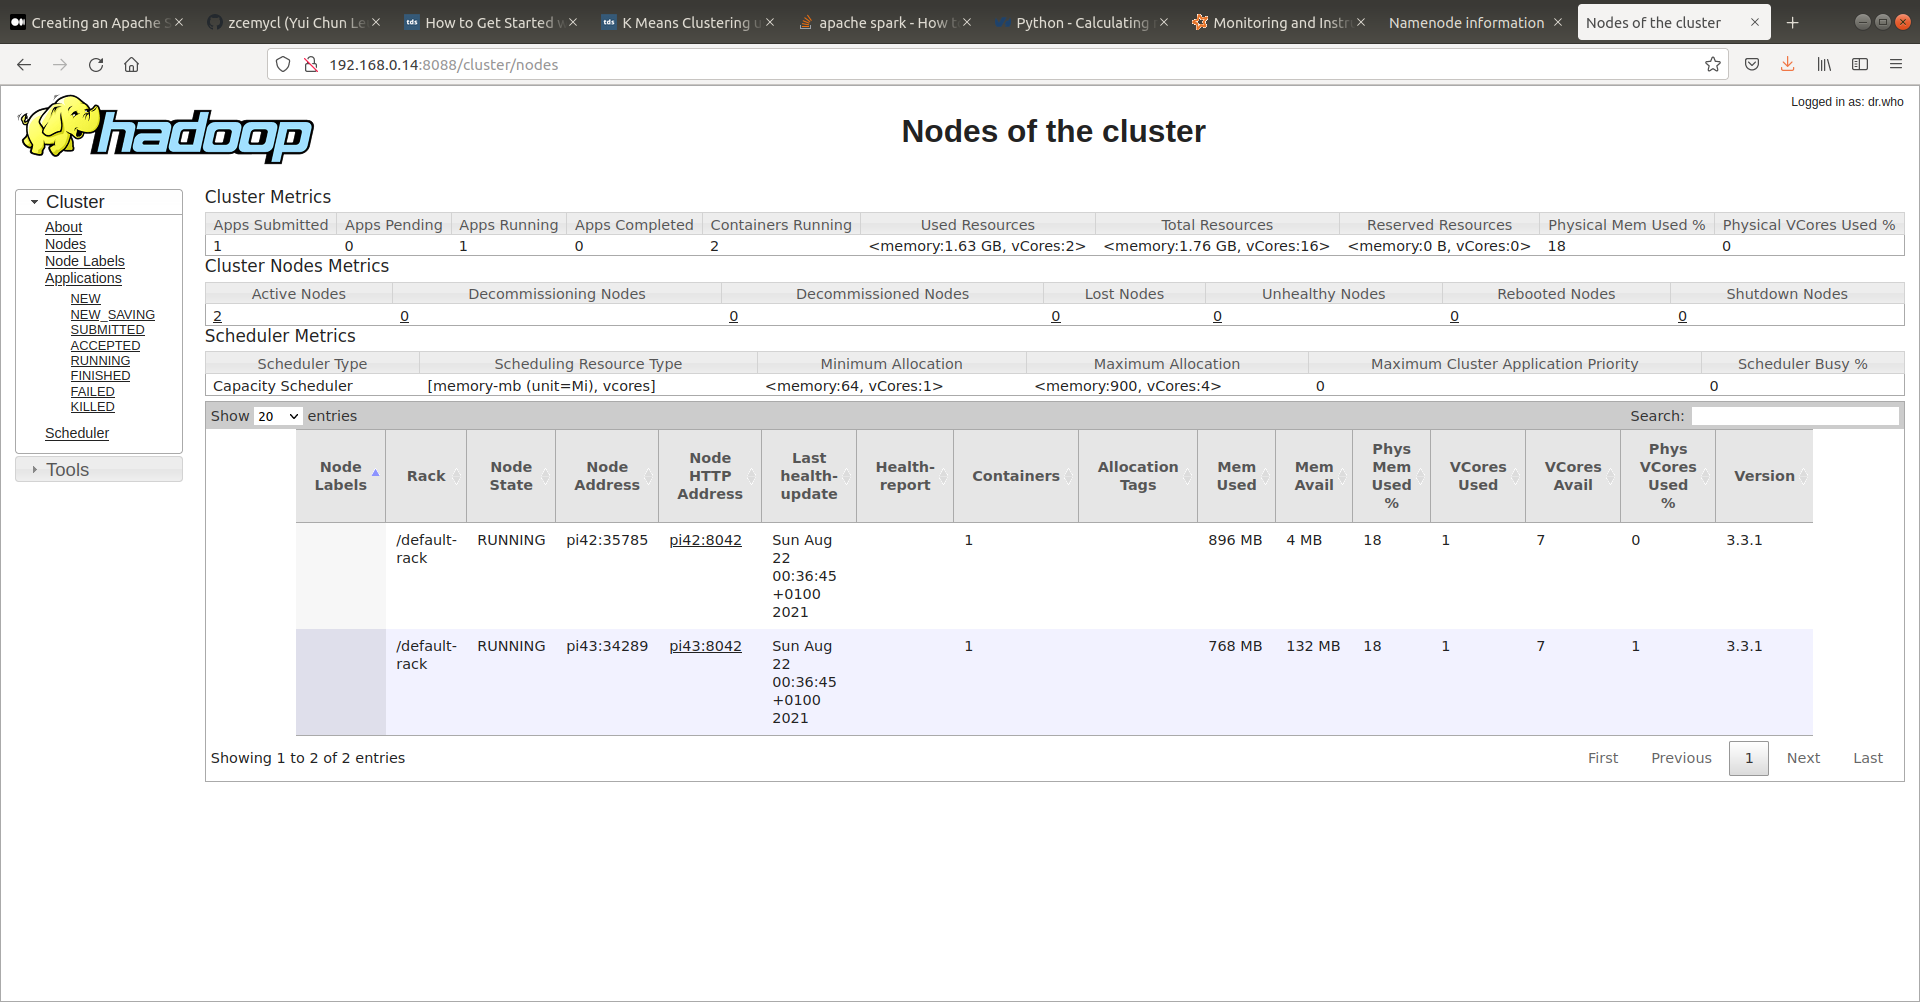 Creating an Apache S
zcemycl (Yui Chun Le
tds How to Get Started w
tds K Means Clustering u
apache spark - How t
Python - Calculating
Monitoring and Instru
Namenode information
Nodes of the cluster
192.168.0.14:8088/cluster/nodes
hadoop
Logged in as: dr.who
Nodes of the cluster
Cluster
About
Nodes
Node Labels
Applications
NEW
NEW_SAVING
SUBMITTED
ACCEPTED
RUNNING
FINISHED
FAILED
KILLED
Scheduler
Tools
Cluster Metrics
Apps Submitted Apps Pending Apps Running Apps Completed Containers Running Used Resources Total Resources Reserved Resources Physical Mem Used % Physical VCores Used %
1 0 1 0 2 <memory:1.63 GB, vCores:2> <memory:1.76 GB, vCores:16> <memory:0 B, vCores:0> 18 0
Cluster Nodes Metrics
Active Nodes Decommissioning Nodes Decommissioned Nodes Lost Nodes Unhealthy Nodes Rebooted Nodes Shutdown Nodes
2 0 0 0 0 0 0
Scheduler Metrics
Scheduler Type Scheduling Resource Type Minimum Allocation Maximum Allocation Maximum Cluster Application Priority Scheduler Busy %
Capacity Scheduler [memory-mb (unit=Mi), vcores] <memory:64, vCores:1> <memory:900, vCores:4> 0 0
Show 20 entries Search:
Node Labels Rack Node State Node Address Node HTTP Address Last health-update Health-report Containers Allocation Tags Mem Used Mem Avail Phys Mem Used % VCores Used VCores Avail Phys VCores Used % Version
/default-rack RUNNING pi42:35785 pi42:8042 Sun Aug 22 00:36:45 +0100 2021 1 896 MB 4 MB 18 1 7 0 3.3.1
/default-rack RUNNING pi43:34289 pi43:8042 Sun Aug 22 00:36:45 +0100 2021 1 768 MB 132 MB 18 1 7 1 3.3.1
Showing 1 to 2 of 2 entries First Previous 1 Next Last